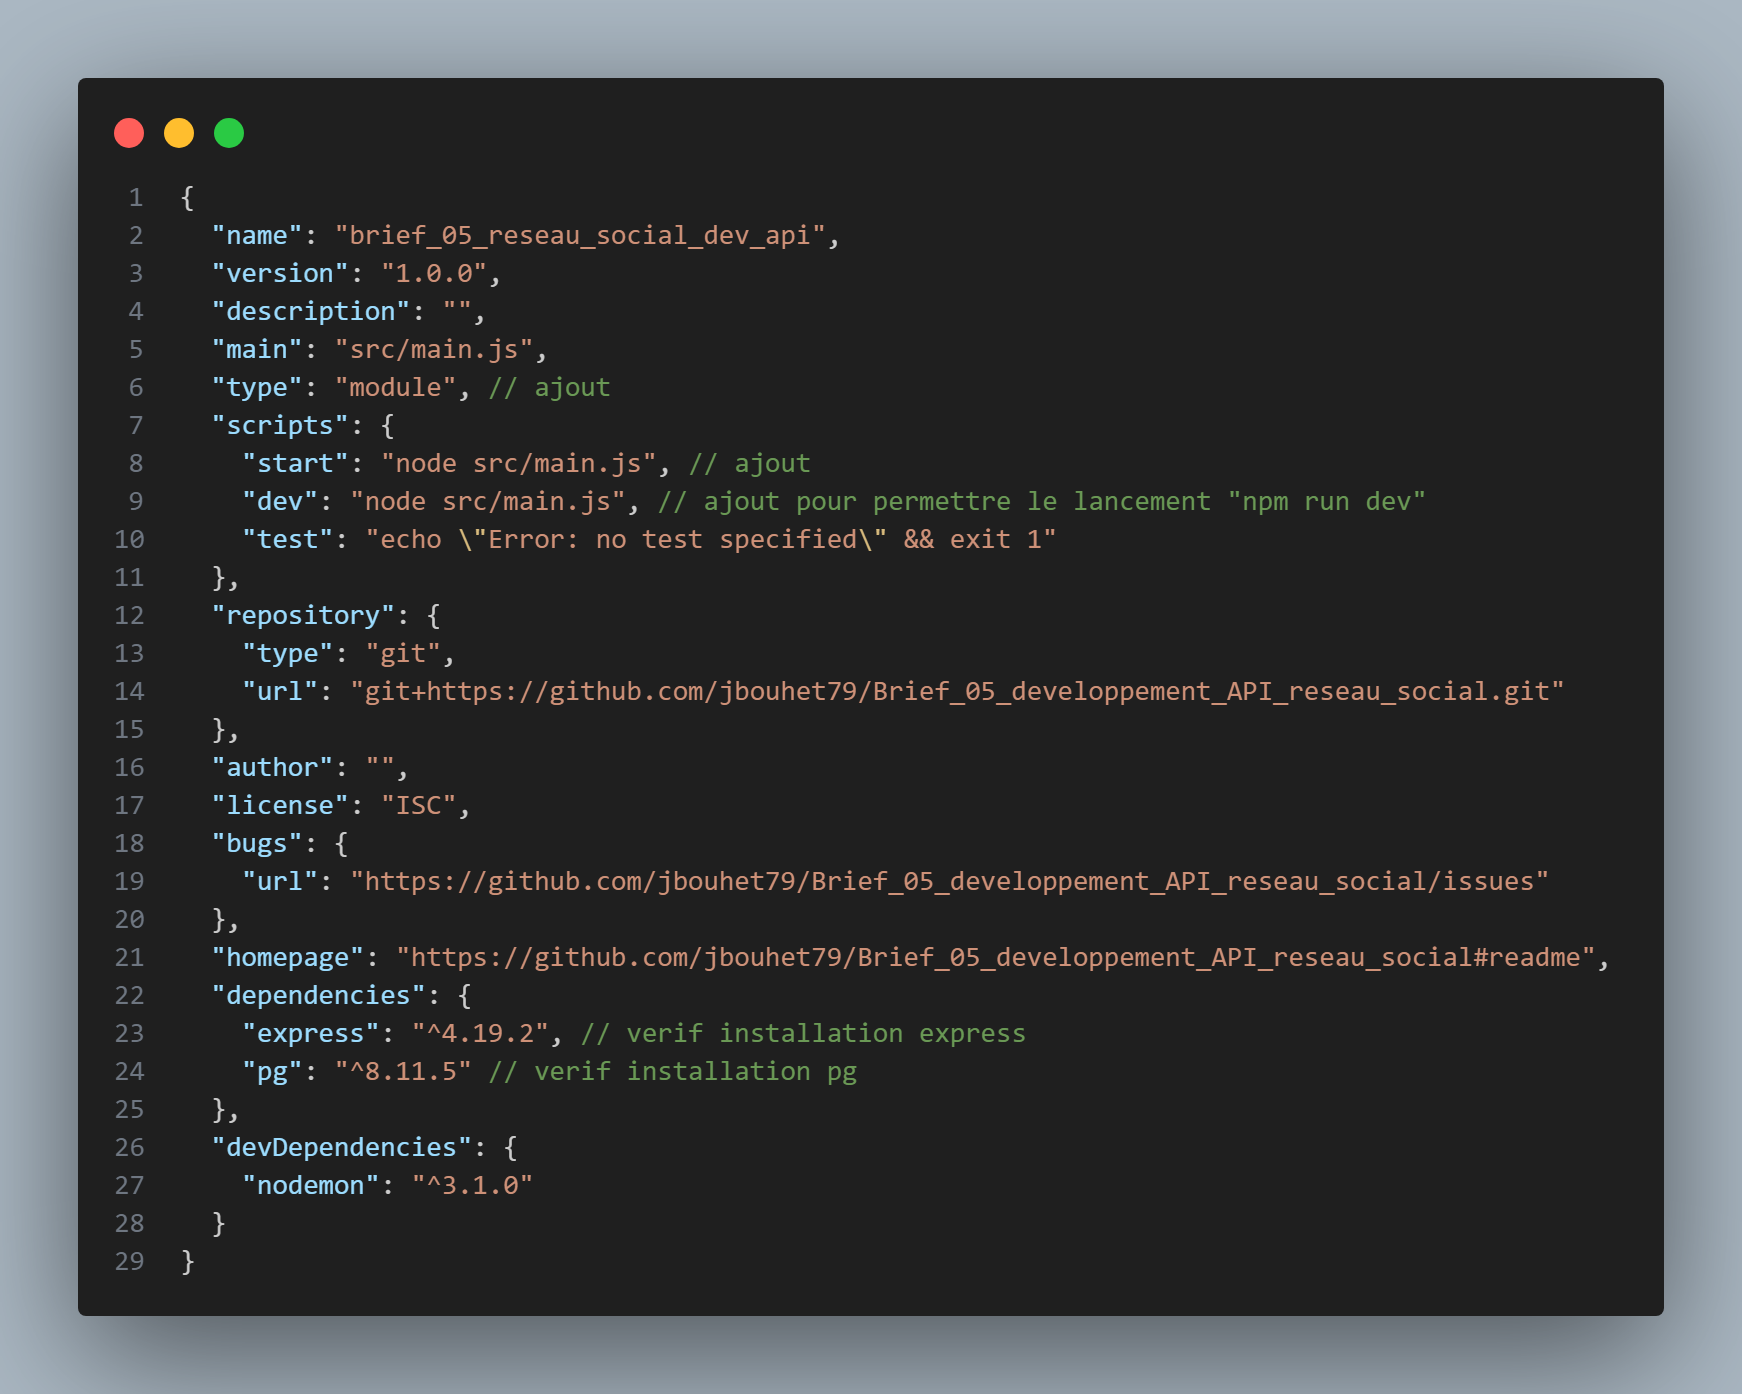 1 {
2 "name": "brief_05_reseau_social_dev_api",
3 "version": "1.0.0",
4 "description": "",
5 "main": "src/main.js",
6 "type": "module", // ajout
7 "scripts": {
8 "start": "node src/main.js", // ajout
9 "dev": "node src/main.js", // ajout pour permettre le lancement "npm run dev"
10 "test": "echo \"Error: no test specified\" && exit 1"
11 },
12 "repository": {
13 "type": "git",
14 "url": "git+https://github.com/jbouhet79/Brief_05_developpement_API_reseau_social.git"
15 },
16 "author": "",
17 "license": "ISC",
18 "bugs": {
19 "url": "https://github.com/jbouhet79/Brief_05_developpement_API_reseau_social/issues"
20 },
21 "homepage": "https://github.com/jbouhet79/Brief_05_developpement_API_reseau_social#readme",
22 "dependencies": {
23 "express": "^4.19.2", // verif installation express
24 "pg": "^8.11.5" // verif installation pg
25 },
26 "devDependencies": {
27 "nodemon": "^3.1.0"
28 }
29 }